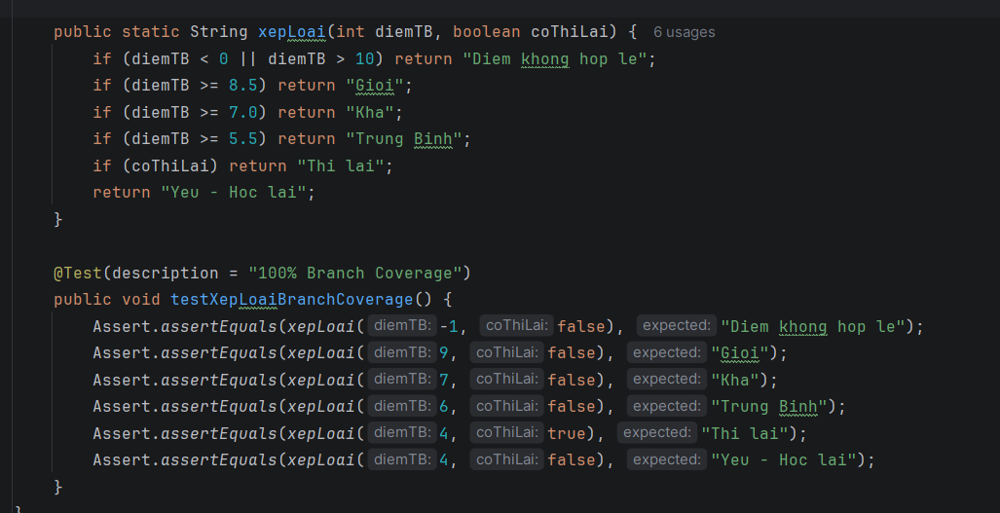 public static String xepLoai(int diemTB, boolean coThiLai) { 6 usages
if (diemTB < 0 || diemTB > 10) return "Diem khong hop le";
if (diemTB >= 8.5) return "Gioi";
if (diemTB >= 7.0) return "Kha";
if (diemTB >= 5.5) return "Trung Binh";
if (coThiLai) return "Thi lai";
return "Yeu - Hoc lai";
}
@Test(description = "100% Branch Coverage")
public void testXepLoaiBranchCoverage() {
Assert.assertEquals(xepLoai( diemTB: -1, coThiLai: false), expected: "Diem khong hop le");
Assert.assertEquals(xepLoai( diemTB: 9, coThiLai: false), expected: "Gioi");
Assert.assertEquals(xepLoai( diemTB: 7, coThiLai: false), expected: "Kha");
Assert.assertEquals(xepLoai( diemTB: 6, coThiLai: false), expected: "Trung Binh");
Assert.assertEquals(xepLoai( diemTB: 4, coThiLai: true), expected: "Thi lai");
Assert.assertEquals(xepLoai( diemTB: 4, coThiLai: false), expected: "Yeu - Hoc lai");
}
}